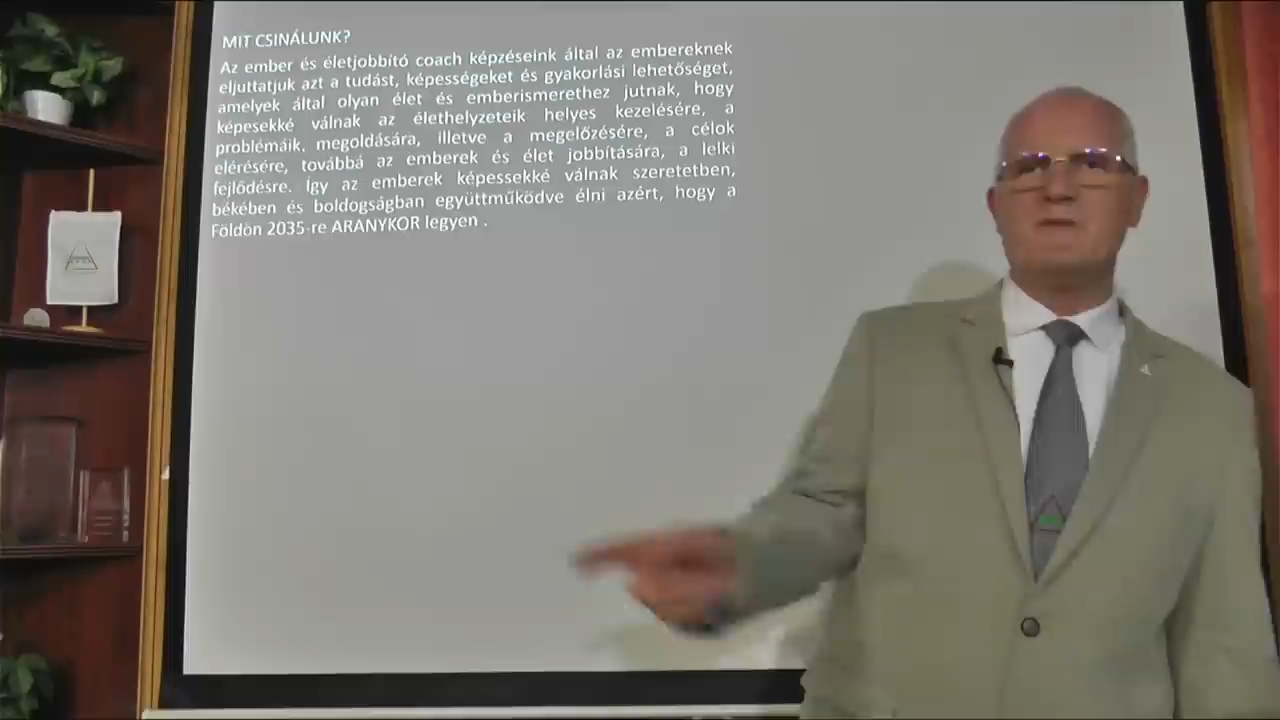 MIT CSINÁLUNK?
Az ember és életjobbító coach képzéseink által az embereknek
eljuttatjuk azt a tudást, képességeket és gyakorlási lehetőséget,
amelyek által olyan élet és emberismerethez jutnak, hogy
képesekké válnak az élethelyzeteik helyes kezelésére, a
problémáik. megoldására, illetve a megelőzésére, a célok
elérésére, továbbá az emberek és élet jobbítására, a lelki
fejlődésre. Így az emberek képessekké válnak szeretetben,
békében és boldogságban együttműködve élni azért, hogy a
Földön 2035-re ARANYKOR legyen .